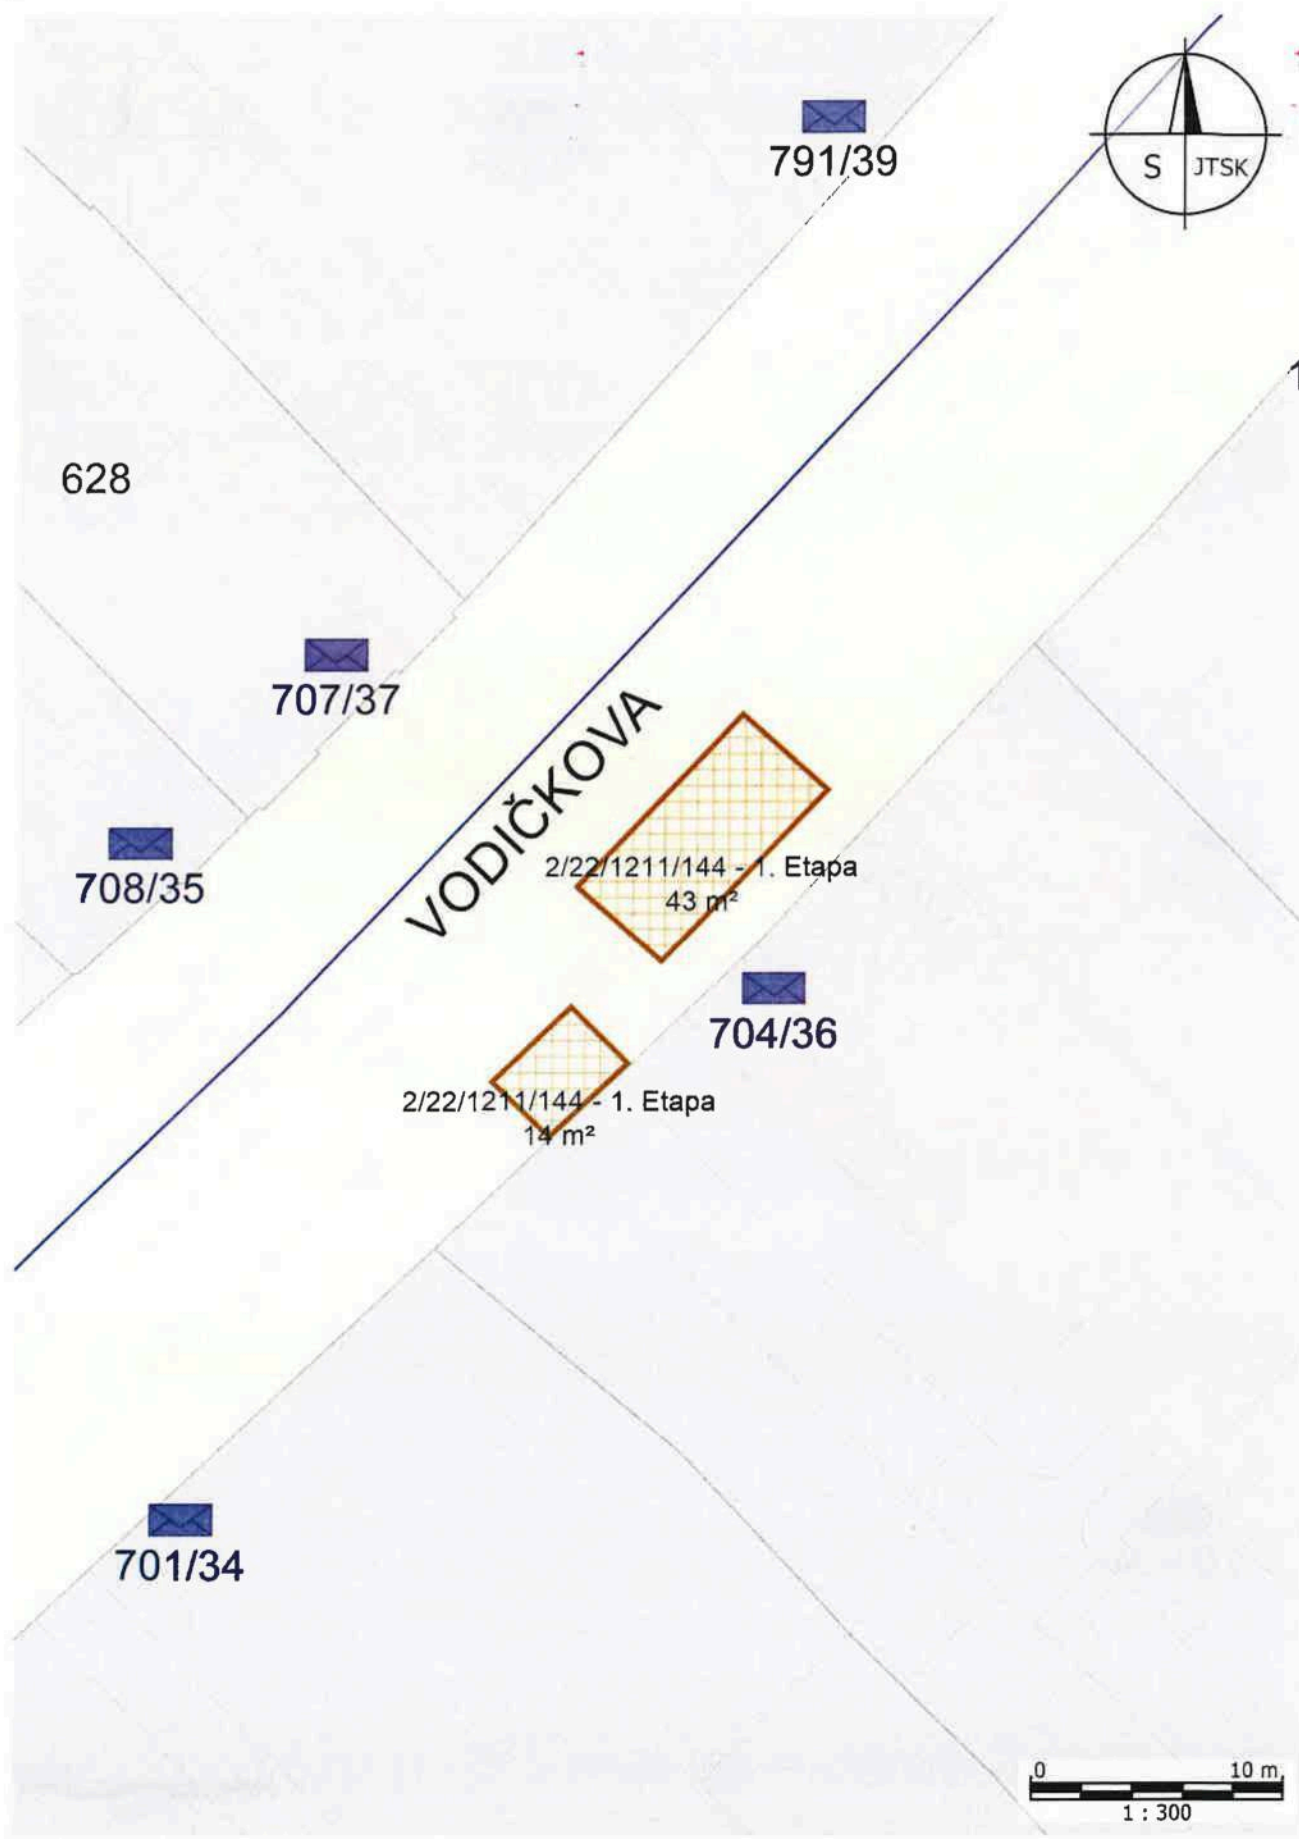 791/39
S JTSK
628
707/37
VODIČKOVA
708/35
2/22/1211/144 - 1. Etapa
43 m²
704/36
2/22/1211/144 - 1. Etapa
14 m²
701/34
0 10 m
1 : 300